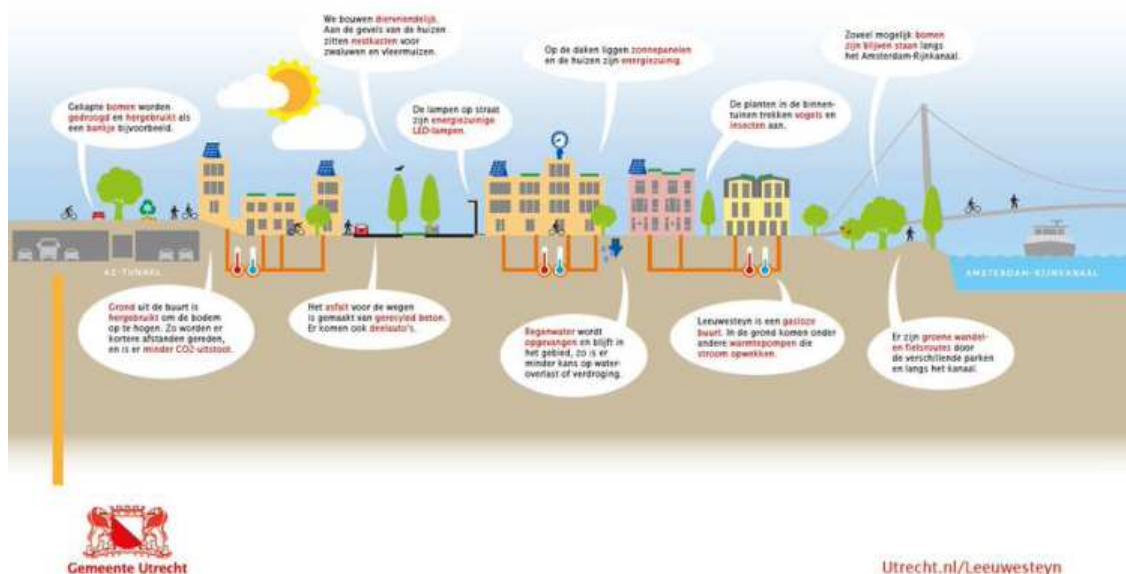 We bouwen diervriendelijk.
Aan de gevels van de huizen
zitten nestkasten voor
zwaluwen en vleermuizen.
Op de daken liggen zonnepanelen
en de huizen zijn energiezuinig.
Zoveel mogelijk bomen
zijn blijven staan langs
het Amsterdam-Rijnkanaal.
Gekapte bomen worden
gedroogd en hergebruikt als
een bankje bijvoorbeeld.
De lampen op straat
zijn energiezuinige
LED-lampen.
De planten in de binnen-
tuinen trekken vogels en
insecten aan.
A2-TUNNEL
AMSTERDAM-RIJNKANAAL
Grond uit de buurt is
hergebruikt om de bodem
op te hogen. Zo worden er
kortere afstanden gereden,
en is er minder CO2-uitstoot.
Het asfalt voor de wegen
is gemaakt van gerecyled beton.
Er komen ook deelauto's.
Regenwater wordt
opgevangen en blijft in
het gebied, zo is er
minder kans op water-
overlast of verdroging.
Leeuwesteyn is een gasloze
buurt. In de grond komen onder
andere warmtepompen die
stroom opwekken.
Er zijn groene wandel-
en fietsroutes door
de verschillende parken
en langs het kanaal.
Gemeente Utrecht
Utrecht.nl/Leeuwesteyn